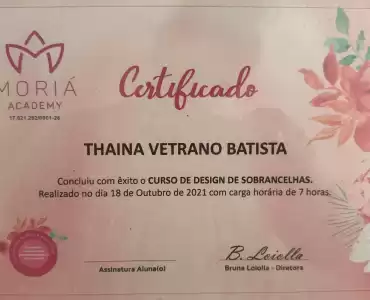 MORIÁ
ACADEMY
Certificado
THAINA VETRANO BATISTA
Concluiu com êxito o CURSO DE DESIGN DE SOBRANCELHAS.
Realizado no dia 18 de Outubro de 2021 com carga horária de 7 horas.
B. Loiolla
Assinatura Aluna(o)
Bruna Loiolla - Diretora